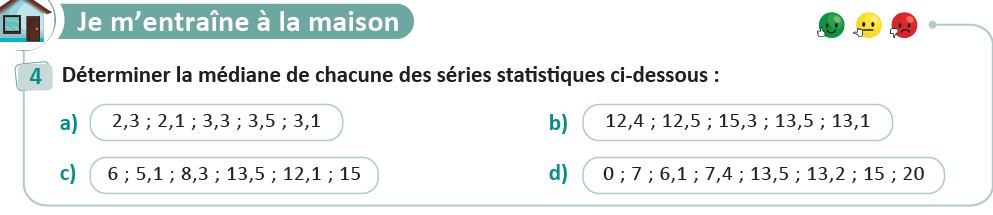 Je m'entraîne à la maison
4 Déterminer la médiane de chacune des séries statistiques ci-dessous :
a) 2,3 ; 2,1 ; 3,3 ; 3,5 ; 3,1
b) 12,4 ; 12,5 ; 15,3 ; 13,5 ; 13,1
c) 6 ; 5,1 ; 8,3 ; 13,5 ; 12,1 ; 15
d) 0 ; 7 ; 6,1 ; 7,4 ; 13,5 ; 13,2 ; 15 ; 20